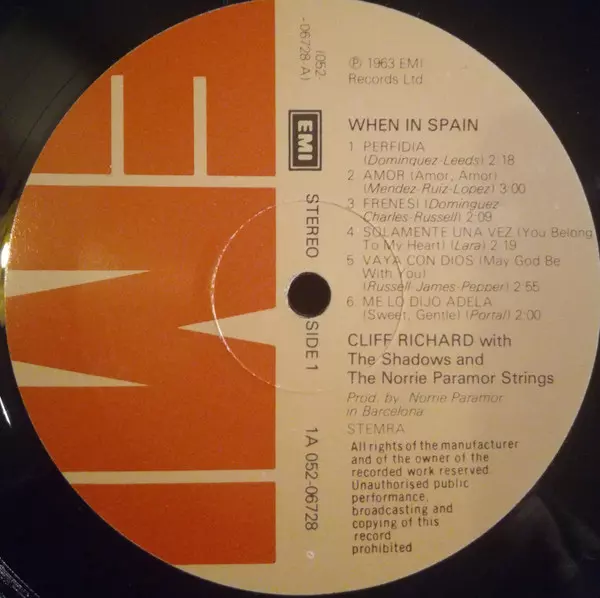 EMI
(052-
-06728-A)
EMI
STEREO
SIDE 1
1A 052-06728
℗ 1963 EMI
Records Ltd
WHEN IN SPAIN
1 PERFIDIA
(Dominquez-Leeds) 2 18
2 AMOR (Amor, Amor)
(Mendez-Ruiz-Lopez) 3:00
3 FRENESI (Dominguez-
Charles-Russell) 2:09
4 SOLAMENTE UNA VEZ (You Belong
To My Heart) (Lara) 2 19
5 VAYA CON DIOS (May God Be
With You)
(Russell-James-Pepper) 2 55
6 ME LO DIJO ADELA
(Sweet, Gentle) (Portal) 2:00
CLIFF RICHARD with
The Shadows and
The Norrie Paramor Strings
Prod. by Norrie Paramor
in Barcelona
STEMRA
All rights of the manufacturer
and of the owner of the
recorded work reserved.
Unauthorised public
performance,
broadcasting and
copying of this
record
prohibited